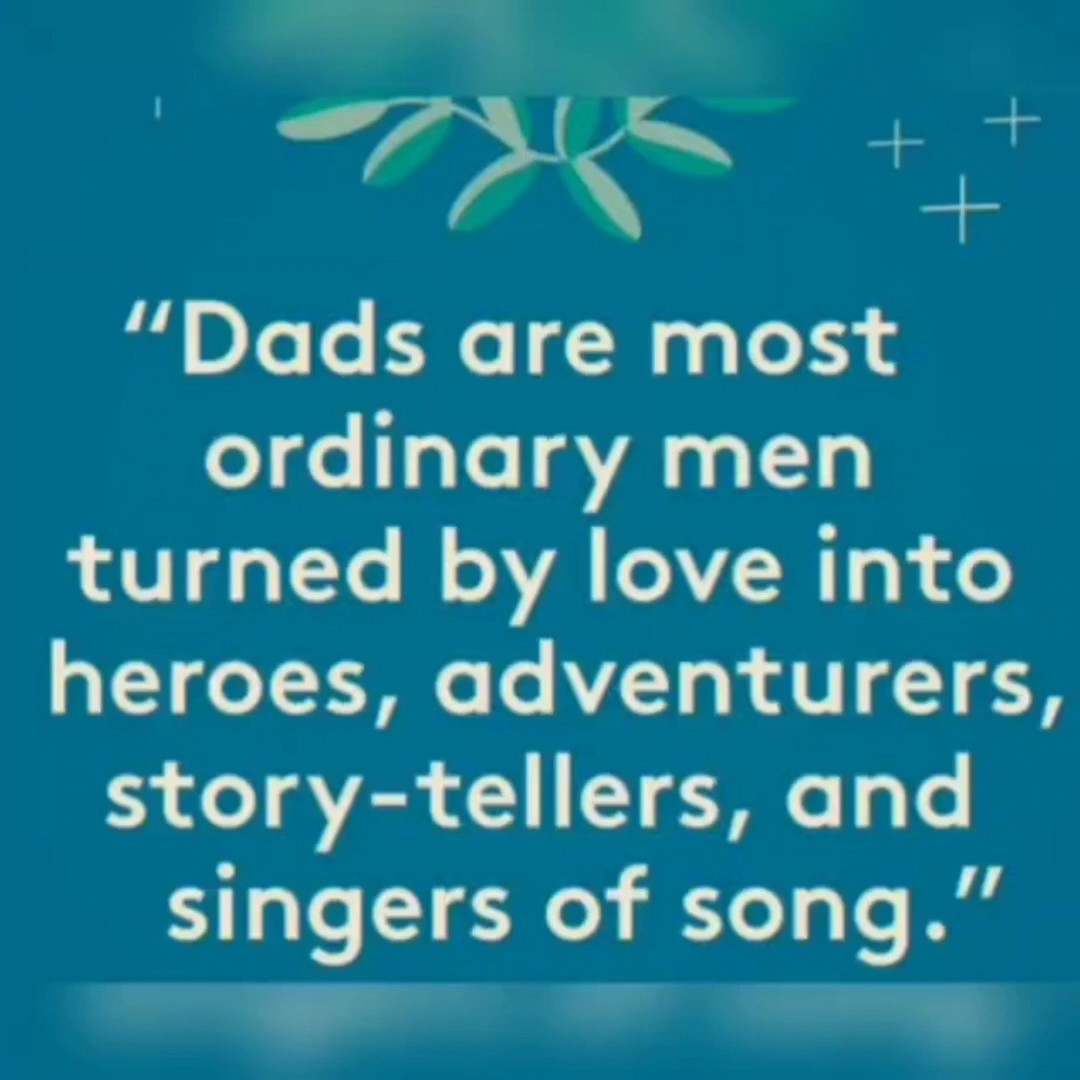 “Dads are most
ordinary men
turned by love into
heroes, adventurers,
story-tellers, and
singers of song.”